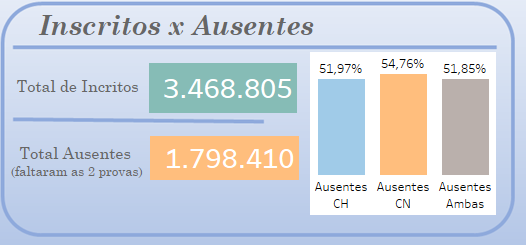 Inscritos x Ausentes
Total de Incritos
3.468.805
Total Ausentes
(faltaram as 2 provas)
1.798.410
51,97%
54,76%
51,85%
Ausentes
CH
Ausentes
CN
Ausentes
Ambas